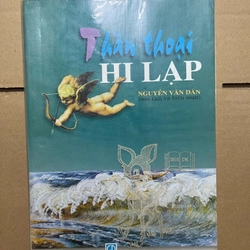 Thần thoại
HI LẠP
NGUYỄN VĂN DÂN